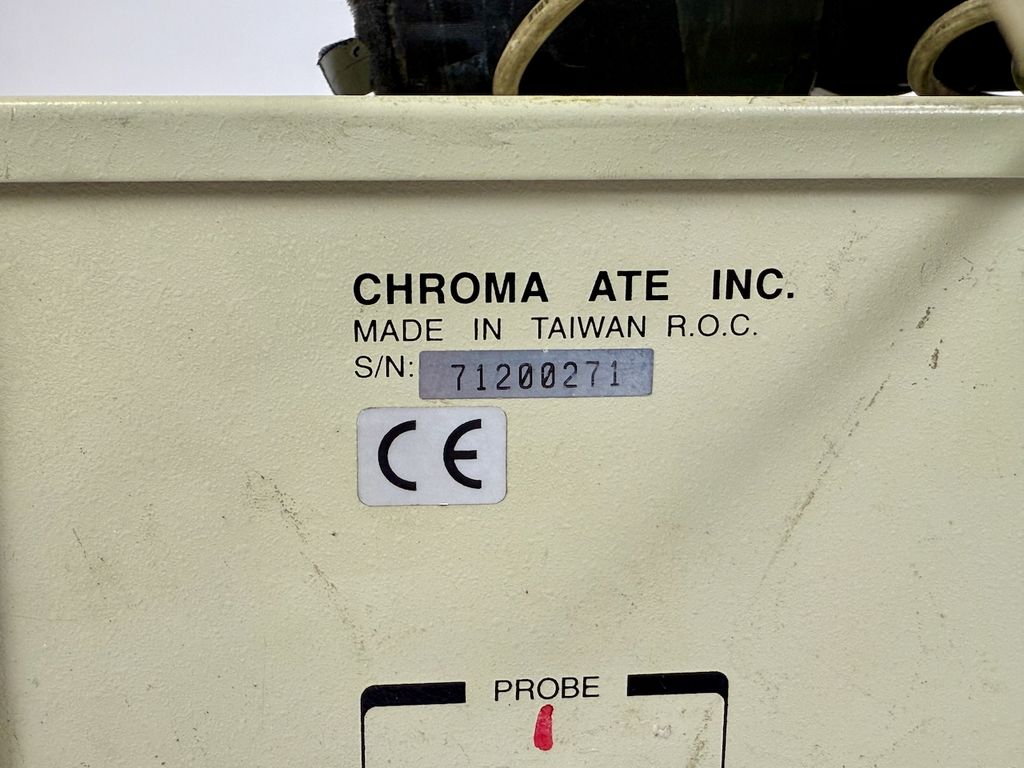 CHROMA ATE INC.
MADE IN TAIWAN R.O.C.
S/N: 71200271
CE
PROBE